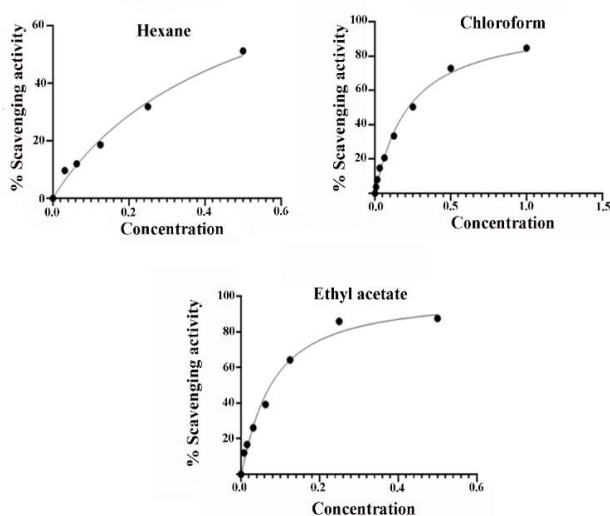 Hexane
% Scavenging activity
60
40
20
0
0.0 0.2 0.4 0.6
Concentration
Chloroform
% Scavenging activity
100
80
60
40
20
0
0.0 0.5 1.0 1.5
Concentration
Ethyl acetate
% Scavenging activity
100
80
60
40
20
0
0.0 0.2 0.4 0.6
Concentration